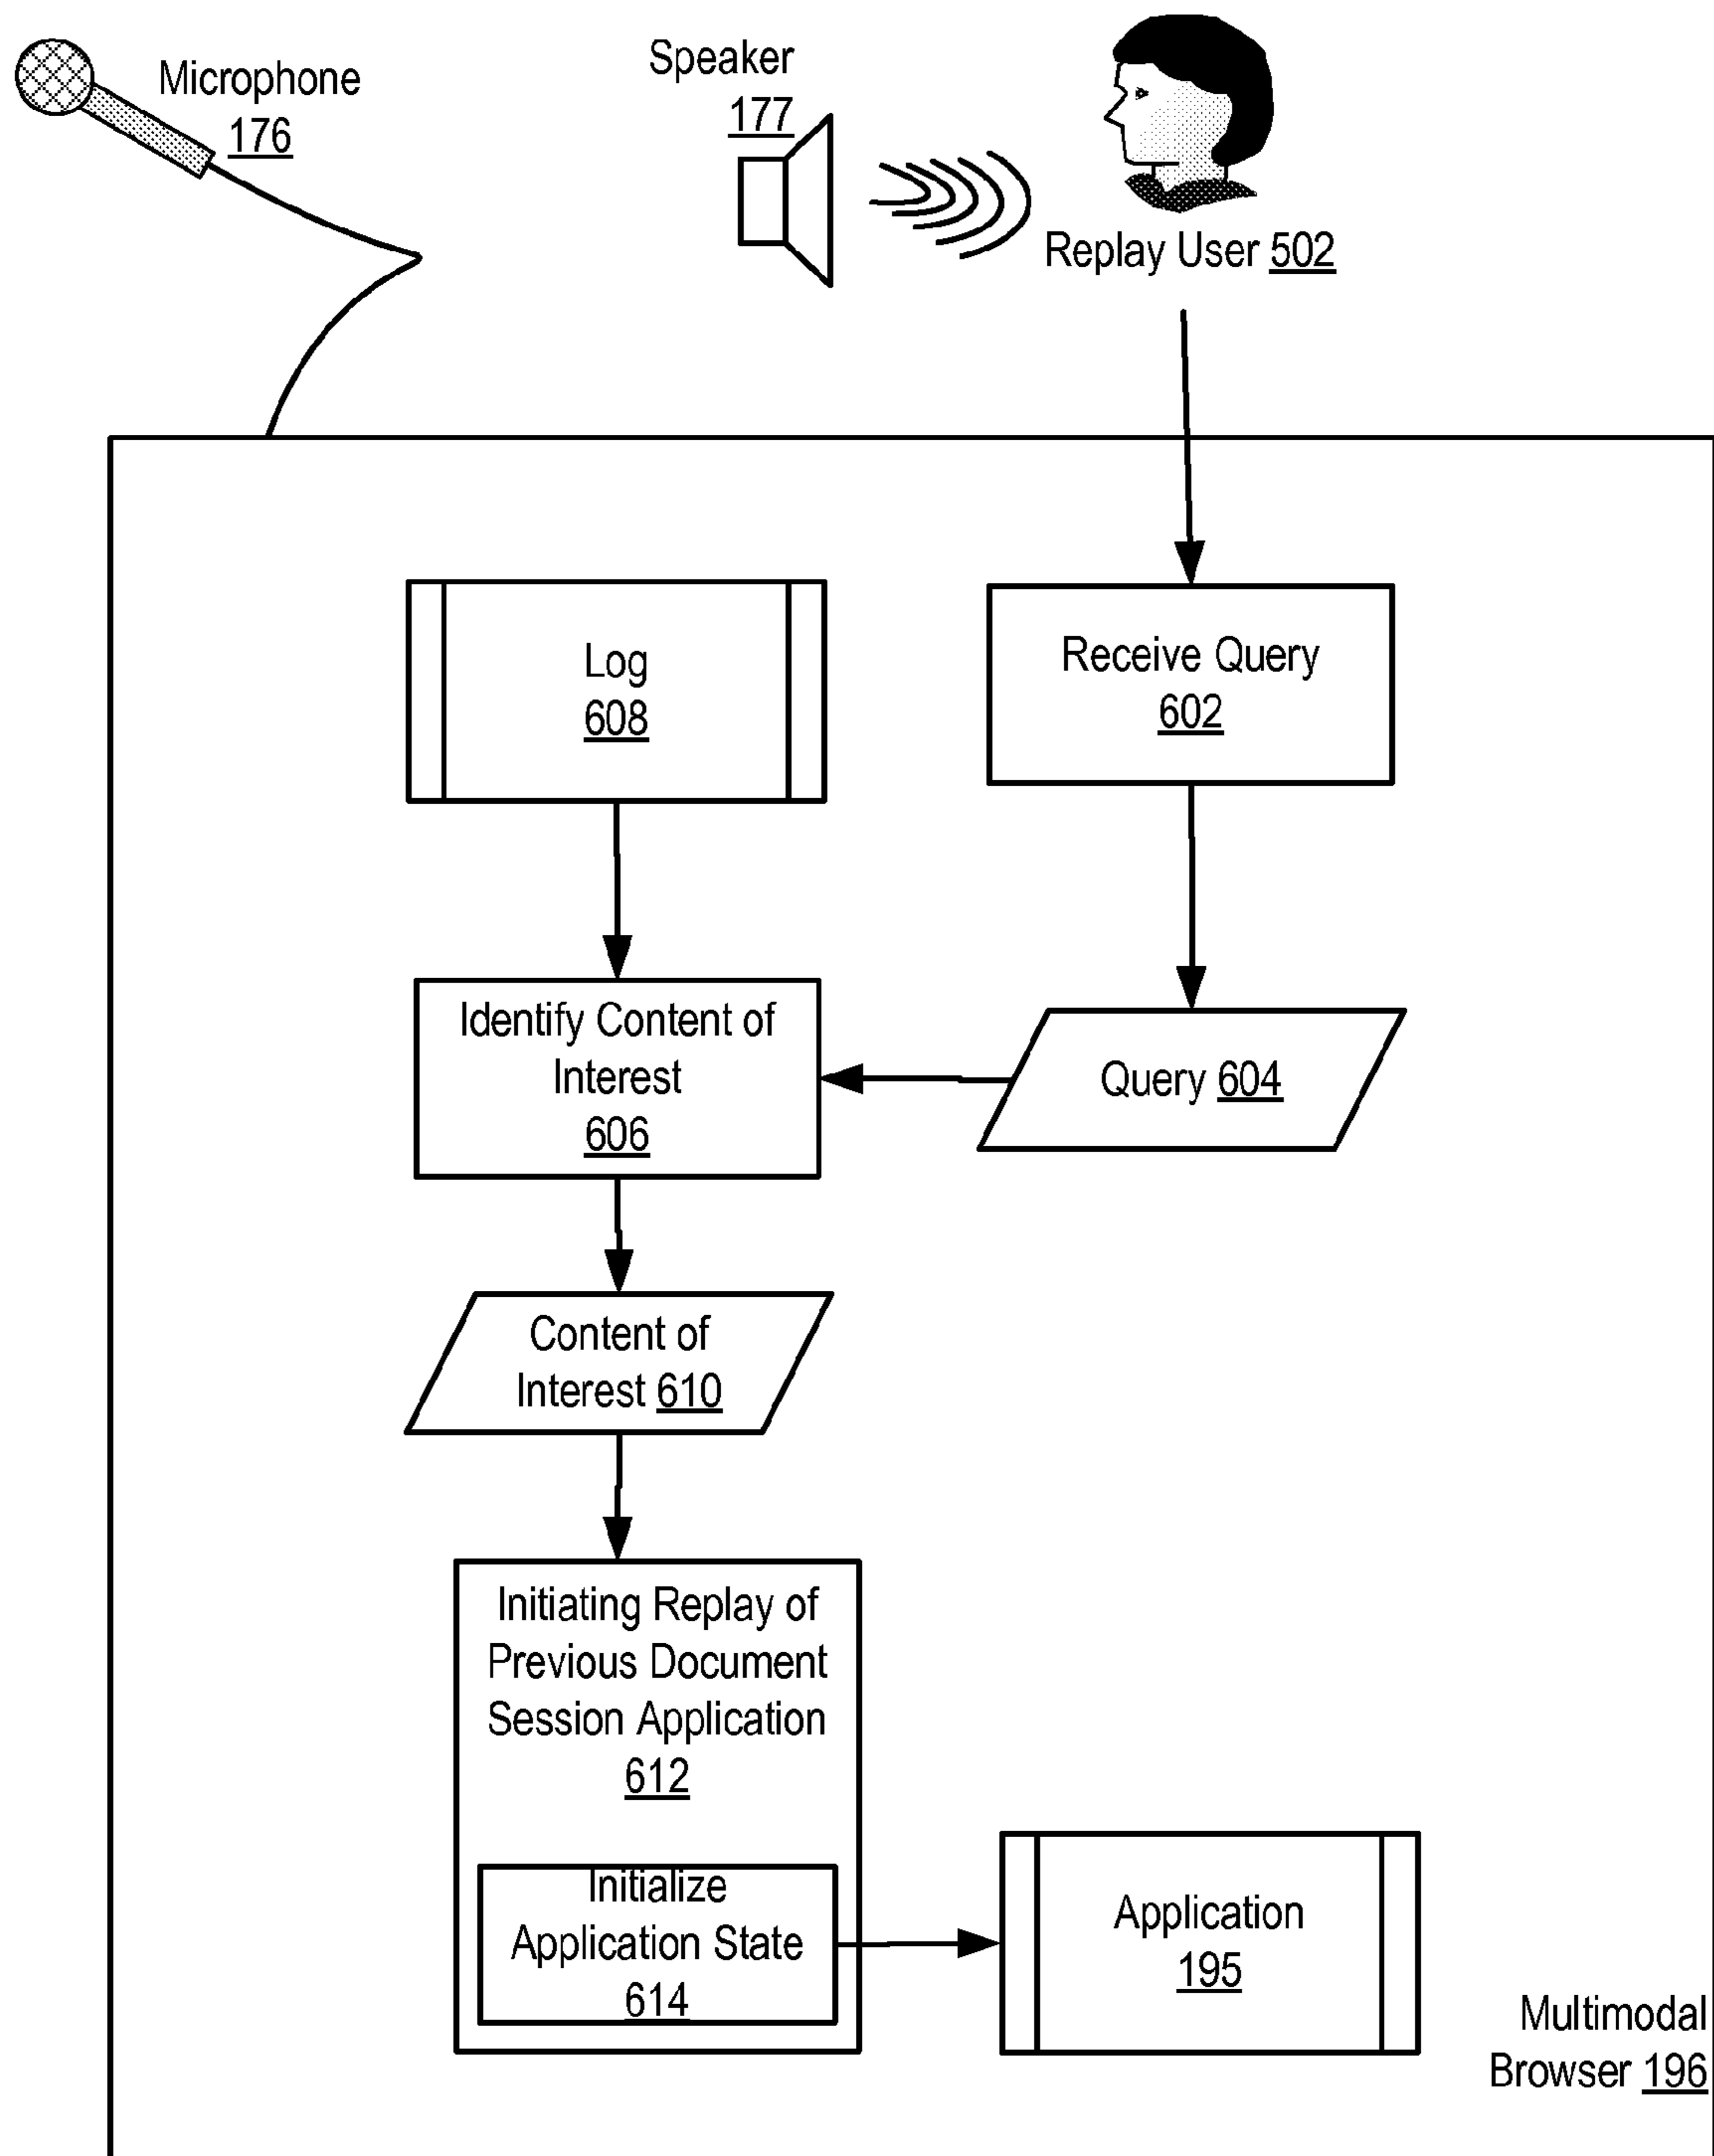 Microphone
176
Speaker
177
Replay User 502
Log
608
Receive Query
602
Identify Content of
Interest
606
Query 604
Content of
Interest 610
Initiating Replay of
Previous Document
Session Application
612
Initialize
Application State
614
Application
195
Multimodal
Browser 196